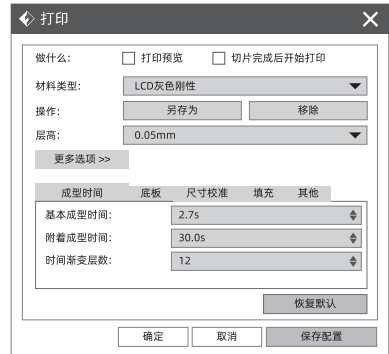 打印
做什么: 打印预览 切片完成后开始打印
材料类型: LCD灰色刚性
操作: 另存为 移除
层高: 0.05mm
更多选项 >>
成型时间 底板 尺寸校准 填充 其他
基本成型时间: 2.7s
附着成型时间: 30.0s
时间渐变层数: 12
恢复默认
确定 取消 保存配置